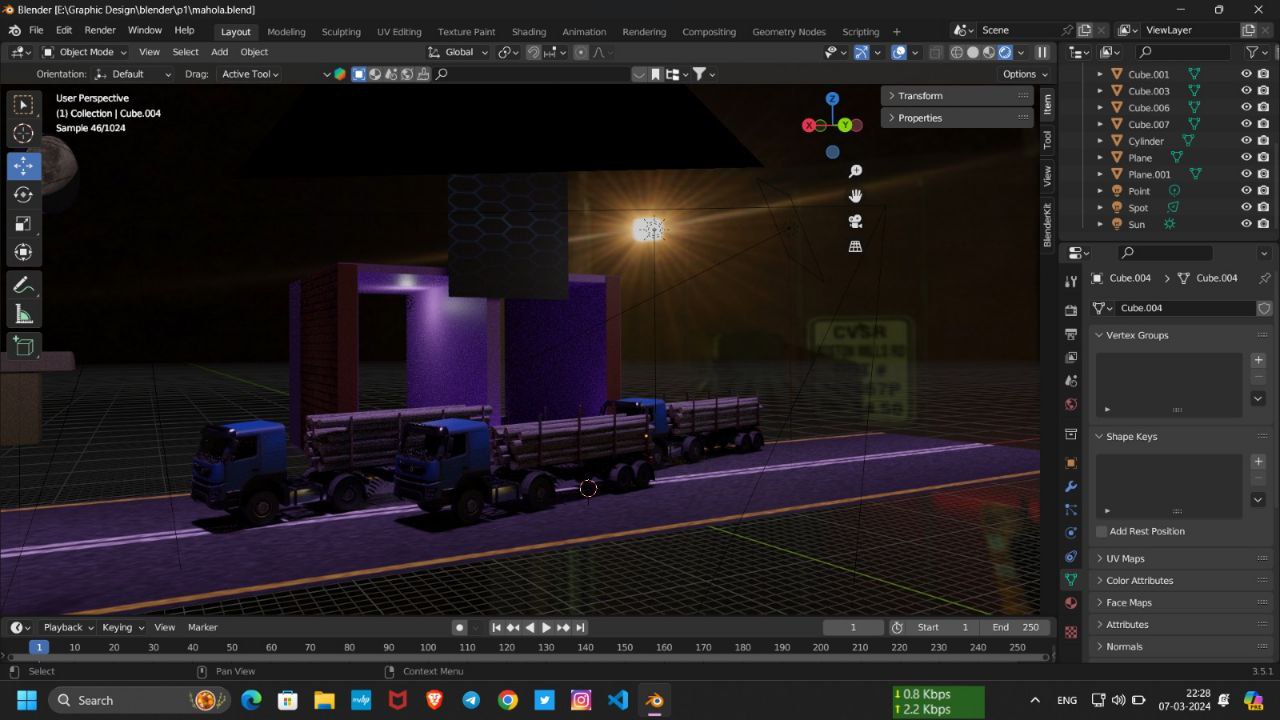 Blender [E:\Graphic Design\blender\p1\mahola.blend]
File Edit Render Window Help Layout Modeling Sculpting UV Editing Texture Paint Shading Animation Rendering Compositing Geometry Nodes Scripting + Scene ViewLayer
Object Mode View Select Add Object Global
Orientation: Default Drag: Active Tool Options
User Perspective
(1) Collection | Cube.004
Sample 46/1024
Transform
Properties
Z
X
Y
Item
Tool
View
BlenderKit
CVSR
Cube.001
Cube.003
Cube.006
Cube.007
Cylinder
Plane
Plane.001
Point
Spot
Sun
Cube.004 Cube.004
Cube.004
Vertex Groups
Shape Keys
Add Rest Position
UV Maps
Color Attributes
Face Maps
Attributes
Normals
Playback Keying View Marker 1 Start 1 End 250
1 10 20 30 40 50 60 70 80 90 100 110 120 130 140 150 160 170 180 190 200 210 220 230 240 250
Select Pan View Context Menu 3.5.1
Search
↓ 0.8 Kbps
↑ 2.2 Kbps
ENG
22:28
07-03-2024